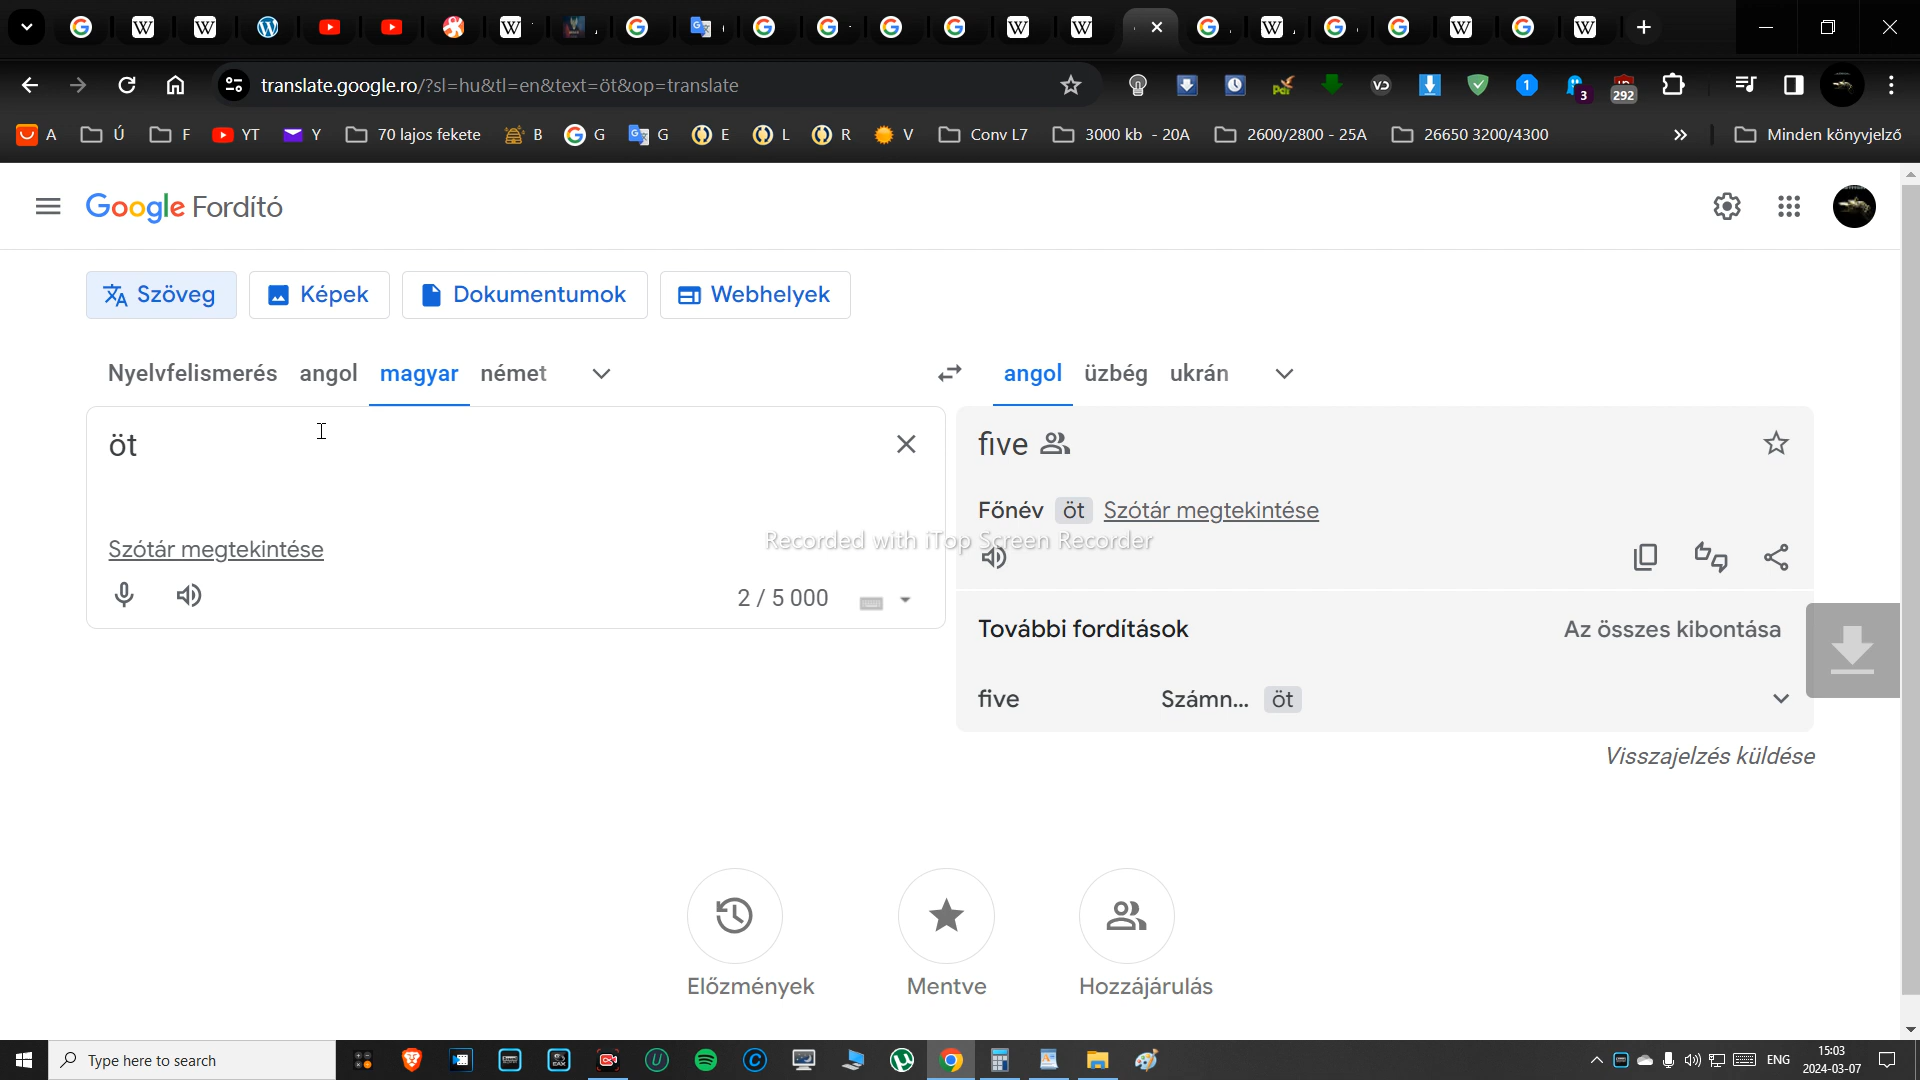 translate.google.ro/?sl=hu&tl=en&text=öt&op=translate
1
3
292
A
Ú
F
YT
Y
70 lajos fekete
B
G
G
E
L
R
V
Conv L7
3000 kb - 20A
2600/2800 - 25A
26650 3200/4300
»
Minden könyvjelző
Google Fordító
Szöveg
Képek
Dokumentumok
Webhelyek
Nyelvfelismerés angol magyar német
angol üzbég ukrán
öt
five
Főnév öt Szótár megtekintése
Recorded with iTop Screen Recorder
Szótár megtekintése
2 / 5 000
További fordítások
Az összes kibontása
five Számn... öt
Visszajelzés küldése
Előzmények
Mentve
Hozzájárulás
Type here to search
ENG
15:03
2024-03-07